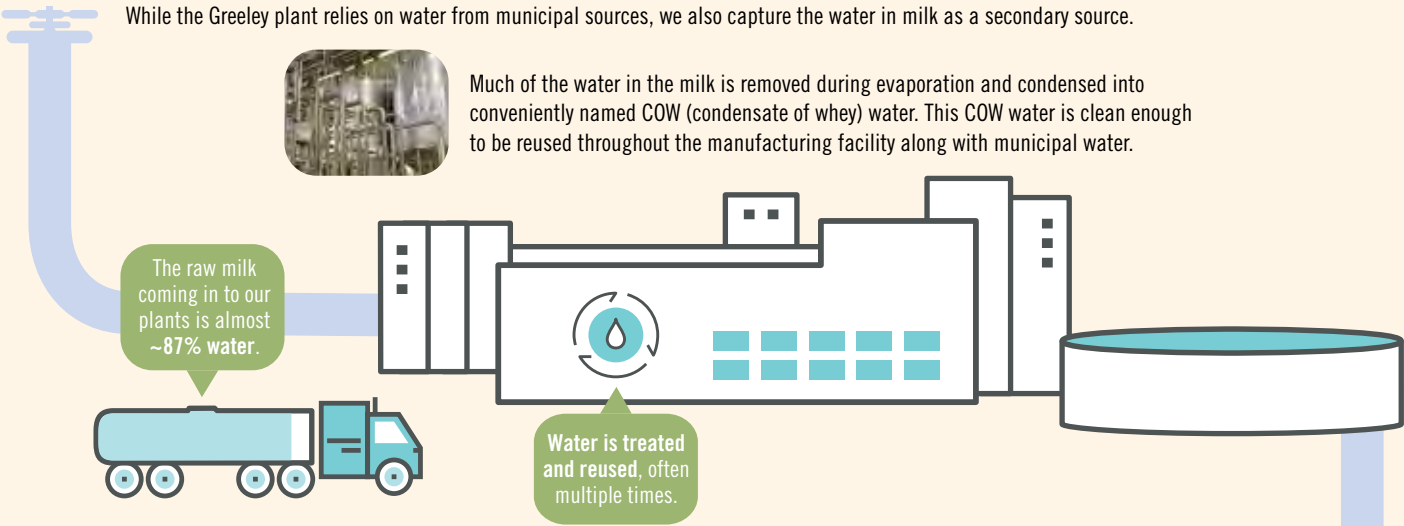 While the Greeley plant relies on water from municipal sources, we also capture the water in milk as a secondary source.
Much of the water in the milk is removed during evaporation and condensed into
conveniently named COW (condensate of whey) water. This COW water is clean enough
to be reused throughout the manufacturing facility along with municipal water.
The raw milk
coming in to our
plants is almost
~87% water.
Water is treated
and reused, often
multiple times.